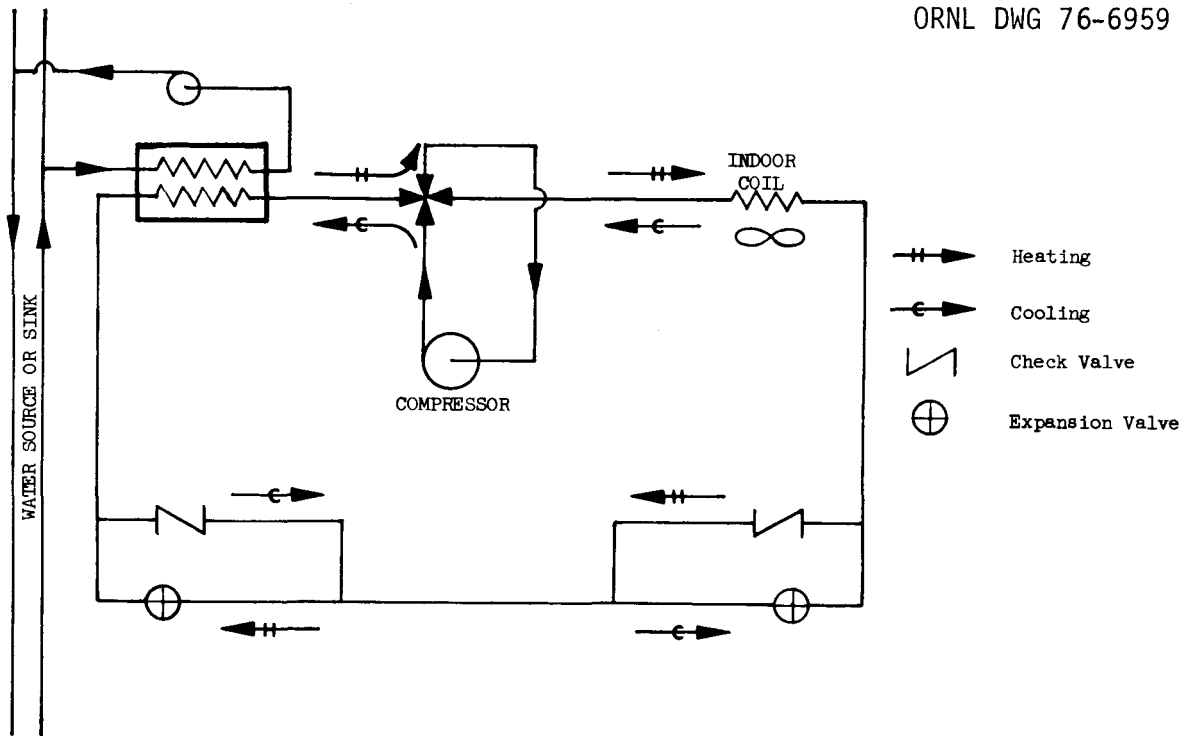 ORNL DWG 76-6959
INDOOR
COIL
H
H
C
C
H
Heating
C
Cooling
Check Valve
Expansion Valve
COMPRESSOR
WATER SOURCE OR SINK
C
H
H
C